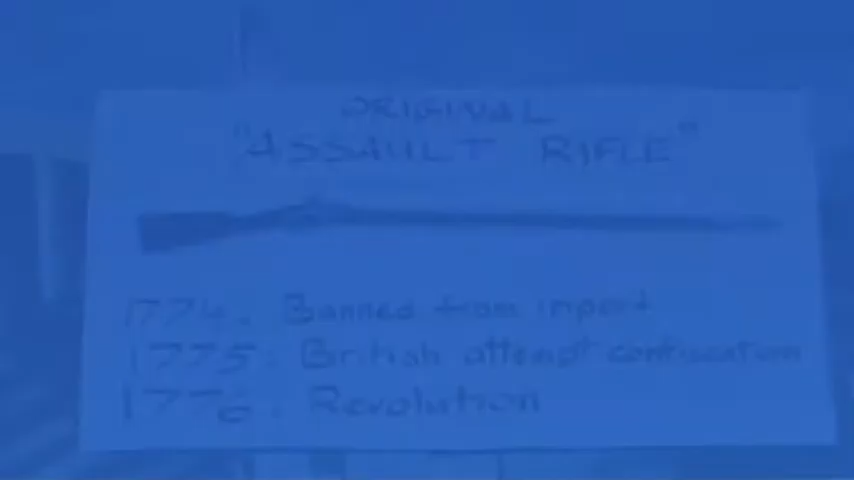 ORIGINAL
"ASSAULT RIFLE"
1774. Banned from import
1775. British attempt confiscation
1776. Revolution